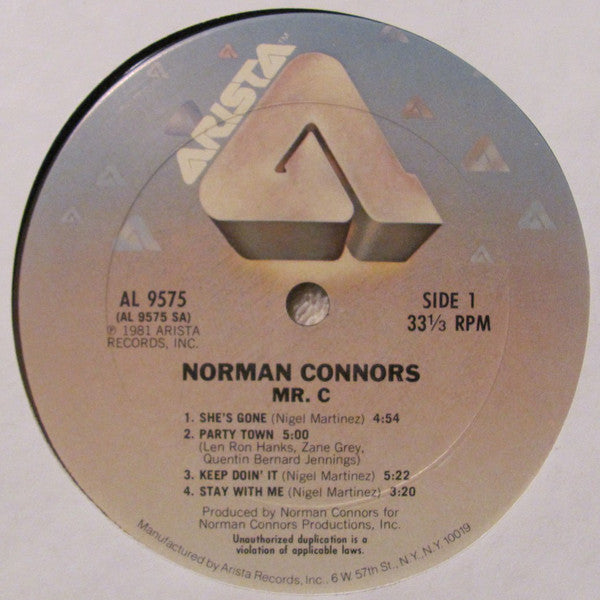 ARISTA™
AL 9575
(AL 9575 SA)
℗ 1981 ARISTA
RECORDS, INC.
SIDE 1
33⅓ RPM
NORMAN CONNORS
MR. C
1. SHE'S GONE (Nigel Martinez) 4:54
2. PARTY TOWN 5:00
(Len Ron Hanks, Zane Grey,
Quentin Bernard Jennings)
3. KEEP DOIN' IT (Nigel Martinez) 5:22
4. STAY WITH ME (Nigel Martinez) 3:20
Produced by Norman Connors for
Norman Connors Productions, Inc.
Unauthorized duplication is a
violation of applicable laws.
Manufactured by Arista Records, Inc., 6 W. 57th St., N.Y., N.Y. 10019